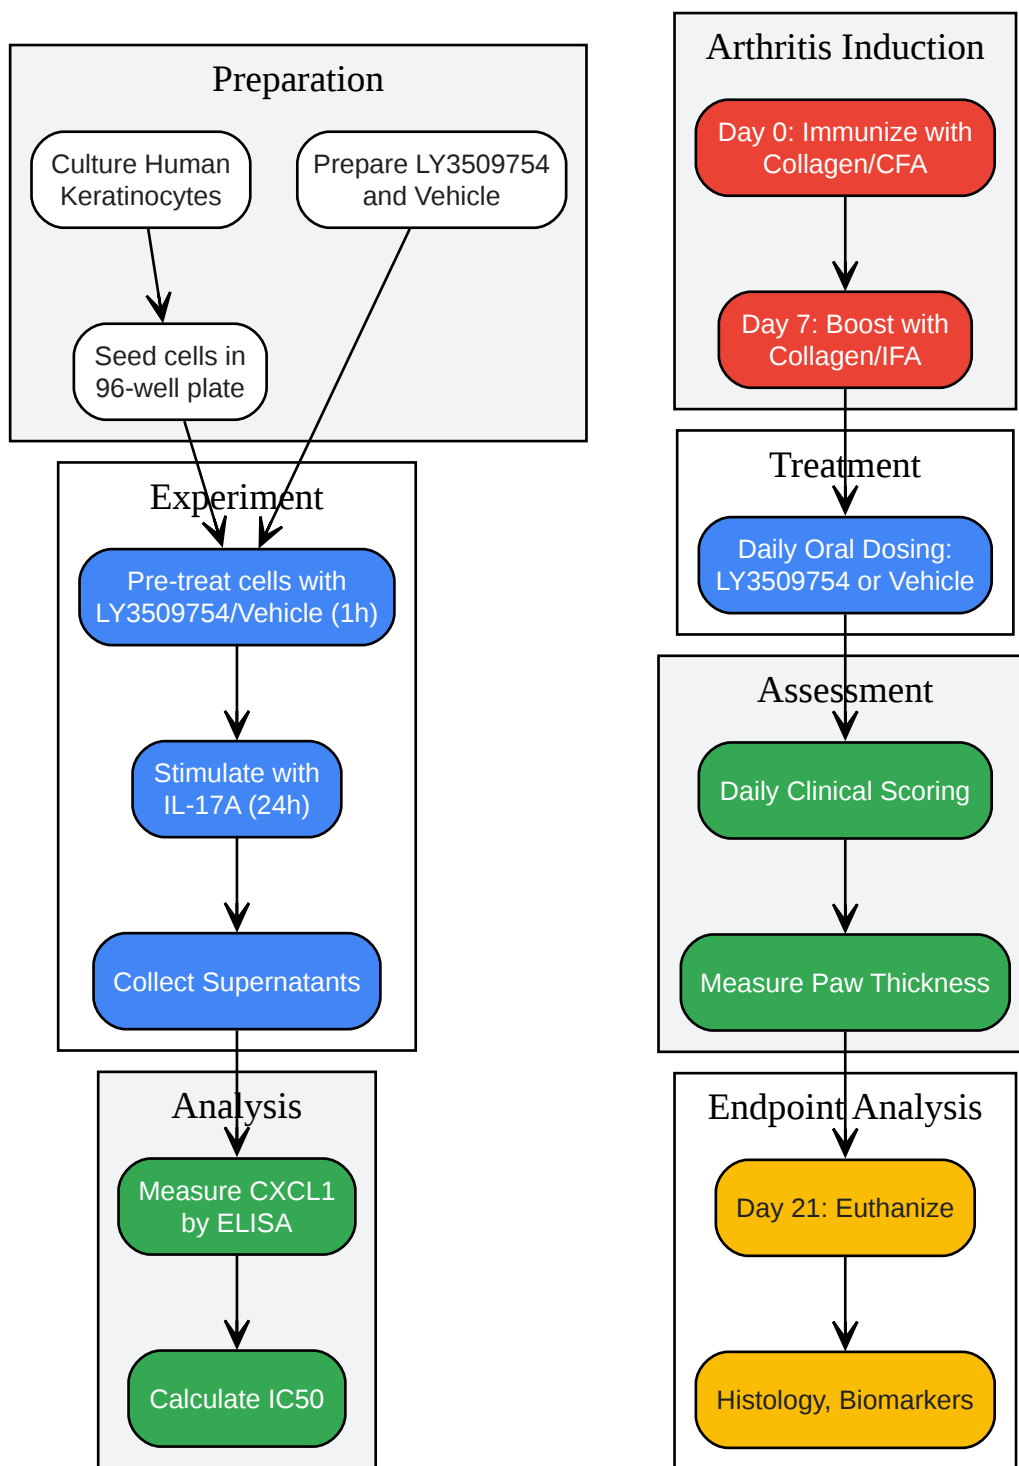 Preparation
Culture Human
Keratinocytes
Prepare LY3509754
and Vehicle
Seed cells in
96-well plate
Experiment
Pre-treat cells with
LY3509754/Vehicle (1h)
Stimulate with
IL-17A (24h)
Collect Supernatants
Analysis
Measure CXCL1
by ELISA
Calculate IC50
Arthritis Induction
Day 0: Immunize with
Collagen/CFA
Day 7: Boost with
Collagen/IFA
Treatment
Daily Oral Dosing:
LY3509754 or Vehicle
Assessment
Daily Clinical Scoring
Measure Paw Thickness
Endpoint Analysis
Day 21: Euthanize
Histology, Biomarkers